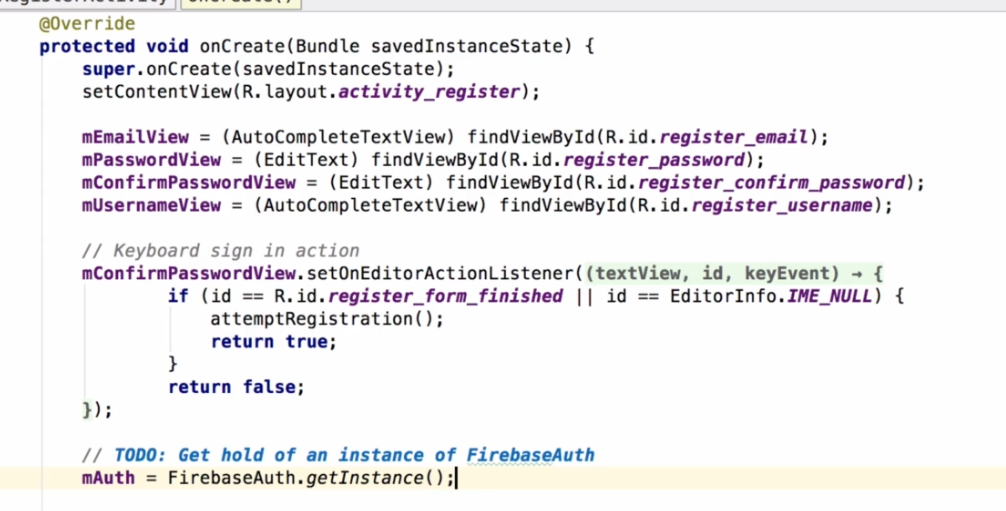 onCreate()
@Override
protected void onCreate(Bundle savedInstanceState) {
super.onCreate(savedInstanceState);
setContentView(R.layout.activity_register);
mEmailView = (AutoCompleteTextView) findViewById(R.id.register_email);
mPasswordView = (EditText) findViewById(R.id.register_password);
mConfirmPasswordView = (EditText) findViewById(R.id.register_confirm_password);
mUsernameView = (AutoCompleteTextView) findViewById(R.id.register_username);
// Keyboard sign in action
mConfirmPasswordView.setOnEditorActionListener((textView, id, keyEvent) → {
if (id == R.id.register_form_finished || id == EditorInfo.IME_NULL) {
attemptRegistration();
return true;
}
return false;
});
// TODO: Get hold of an instance of FirebaseAuth
mAuth = FirebaseAuth.getInstance();